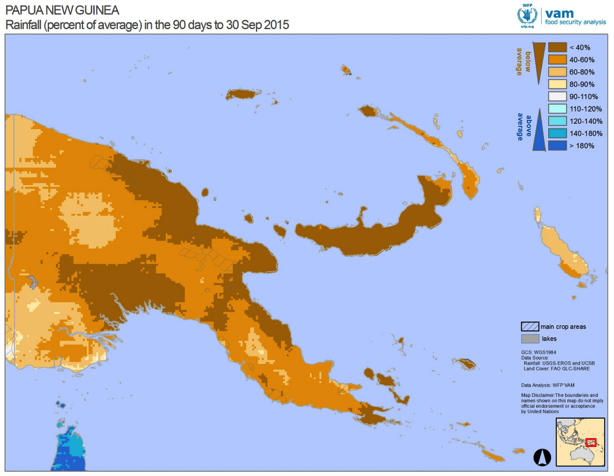 PAPUA NEW GUINEA
Rainfall (percent of average) in the 90 days to 30 Sep 2015
WFP
wfp.org
vam
food security analysis
below
average
< 40%
40-60%
60-80%
80-90%
90-110%
110-120%
120-140%
140-180%
> 180%
above
average
main crop areas
lakes
GCS: WGS1984
Data Source:
Rainfall: USGS-EROS and UCSB
Land Cover: FAO GLC-SHARE
Data Analysis: WFP VAM
Map Disclaimer:The boundaries and
names shown on this map do not imply
official endorsement or acceptance
by United Nations